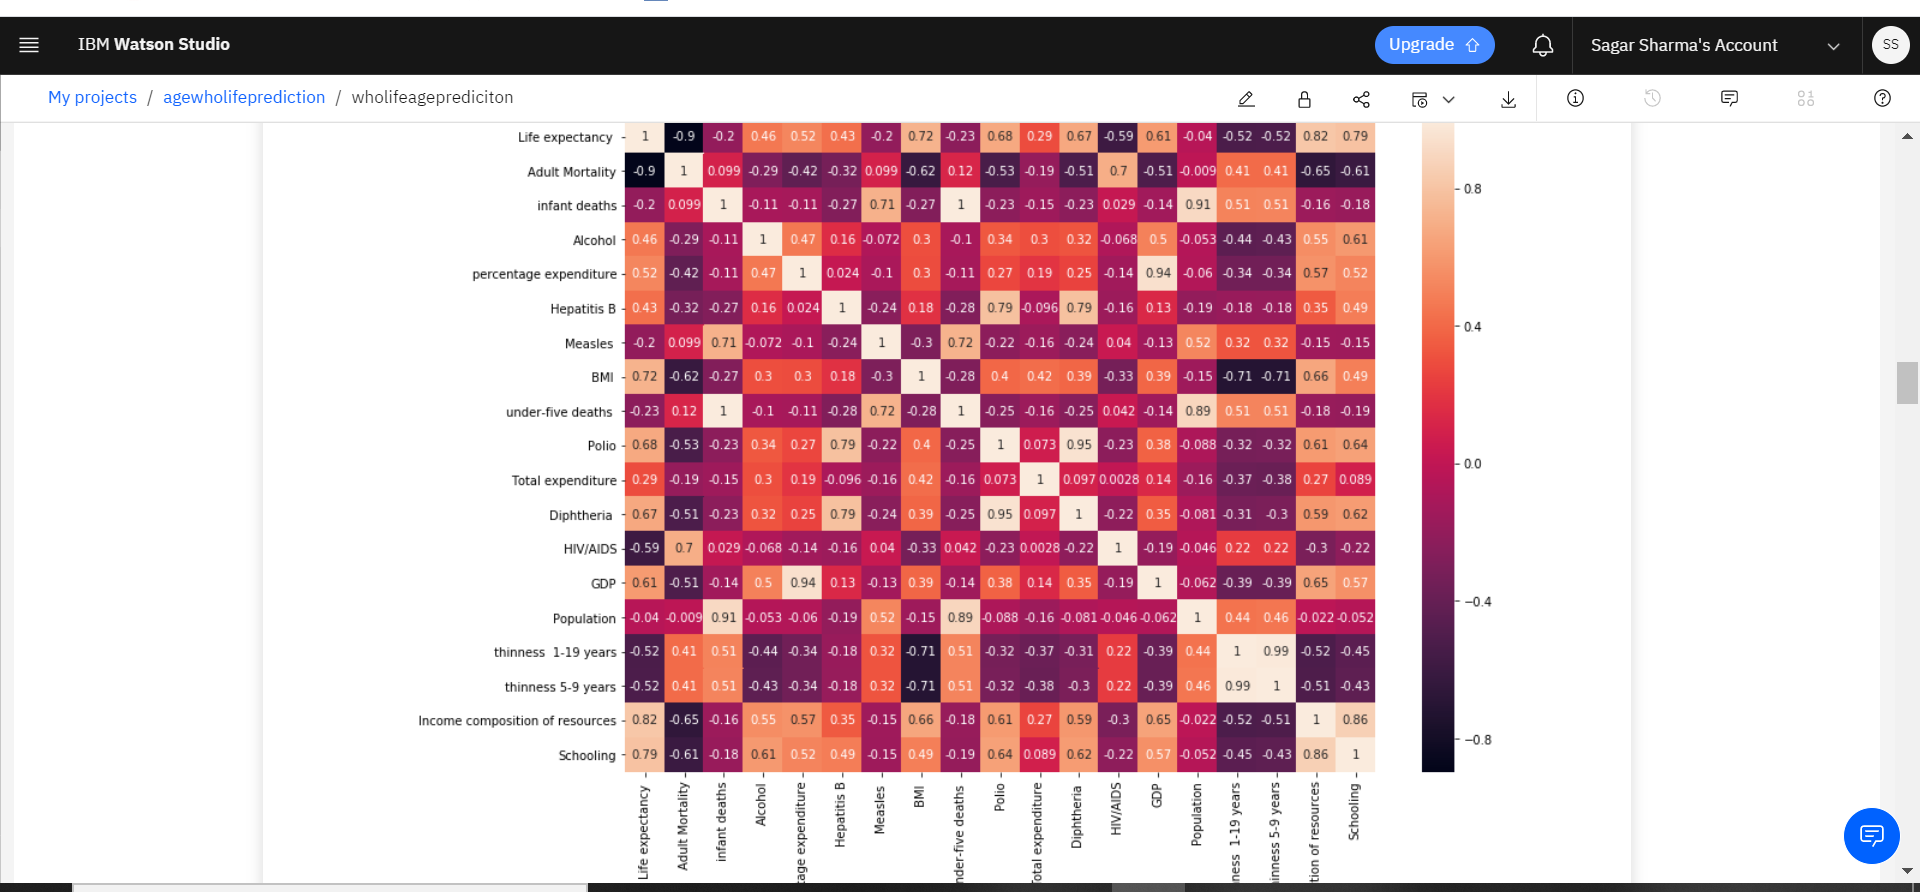 IBM Watson Studio
Upgrade
Sagar Sharma's Account
SS
My projects / agewholifeprediction / wholifeageprediciton
Life expectancy 1 -0.9 -0.2 0.46 0.52 0.43 -0.2 0.72 -0.23 0.68 0.29 0.67 -0.59 0.61 -0.04 -0.52 -0.52 0.82 0.79
Adult Mortality -0.9 1 0.099 -0.29 -0.42 -0.32 0.099 -0.62 0.12 -0.53 -0.19 -0.51 0.7 -0.51 -0.009 0.41 0.41 -0.65 -0.61
0.8
infant deaths -0.2 0.099 1 -0.11 -0.11 -0.27 0.71 -0.27 1 -0.23 -0.15 -0.23 0.029 -0.14 0.91 0.51 0.51 -0.16 -0.18
Alcohol 0.46 -0.29 -0.11 1 0.47 0.16 -0.072 0.3 -0.1 0.34 0.3 0.32 -0.068 0.5 -0.053 -0.44 -0.43 0.55 0.61
percentage expenditure 0.52 -0.42 -0.11 0.47 1 0.024 -0.1 0.3 -0.11 0.27 0.19 0.25 -0.14 0.94 -0.06 -0.34 -0.34 0.57 0.52
Hepatitis B 0.43 -0.32 -0.27 0.16 0.024 1 -0.24 0.18 -0.28 0.79 -0.096 0.79 -0.16 0.13 -0.19 -0.18 -0.18 0.35 0.49
0.4
Measles -0.2 0.099 0.71 -0.072 -0.1 -0.24 1 -0.3 0.72 -0.22 -0.16 -0.24 0.04 -0.13 0.52 0.32 0.32 -0.15 -0.15
BMI 0.72 -0.62 -0.27 0.3 0.3 0.18 -0.3 1 -0.28 0.4 0.42 0.39 -0.33 0.39 -0.15 -0.71 -0.71 0.66 0.49
under-five deaths -0.23 0.12 1 -0.1 -0.11 -0.28 0.72 -0.28 1 -0.25 -0.16 -0.25 0.042 -0.14 0.89 0.51 0.51 -0.18 -0.19
Polio 0.68 -0.53 -0.23 0.34 0.27 0.79 -0.22 0.4 -0.25 1 0.073 0.95 -0.23 0.38 -0.088 -0.32 -0.32 0.61 0.64
0.0
Total expenditure 0.29 -0.19 -0.15 0.3 0.19 -0.096 -0.16 0.42 -0.16 0.073 1 0.097 0.0028 0.14 -0.16 -0.37 -0.38 0.27 0.089
Diphtheria 0.67 -0.51 -0.23 0.32 0.25 0.79 -0.24 0.39 -0.25 0.95 0.097 1 -0.22 0.35 -0.081 -0.31 -0.3 0.59 0.62
HIV/AIDS -0.59 0.7 0.029 -0.068 -0.14 -0.16 0.04 -0.33 0.042 -0.23 0.0028 -0.22 1 -0.19 -0.046 0.22 0.22 -0.3 -0.22
GDP 0.61 -0.51 -0.14 0.5 0.94 0.13 -0.13 0.39 -0.14 0.38 0.14 0.35 -0.19 1 -0.062 -0.39 -0.39 0.65 0.57
-0.4
Population -0.04 -0.009 0.91 -0.053 -0.06 -0.19 0.52 -0.15 0.89 -0.088 -0.16 -0.081 -0.046 -0.062 1 0.44 0.46 -0.022 -0.052
thinness 1-19 years -0.52 0.41 0.51 -0.44 -0.34 -0.18 0.32 -0.71 0.51 -0.32 -0.37 -0.31 0.22 -0.39 0.44 1 0.99 -0.52 -0.45
thinness 5-9 years -0.52 0.41 0.51 -0.43 -0.34 -0.18 0.32 -0.71 0.51 -0.32 -0.38 -0.3 0.22 -0.39 0.46 0.99 1 -0.51 -0.43
Income composition of resources 0.82 -0.65 -0.16 0.55 0.57 0.35 -0.15 0.66 -0.18 0.61 0.27 0.59 -0.3 0.65 -0.022 -0.52 -0.51 1 0.86
-0.8
Schooling 0.79 -0.61 -0.18 0.61 0.52 0.49 -0.15 0.49 -0.19 0.64 0.089 0.62 -0.22 0.57 -0.052 -0.45 -0.43 0.86 1
Life expectancy
Adult Mortality
infant deaths
Alcohol
tage expenditure
Hepatitis B
Measles
BMI
nder-five deaths
Polio
otal expenditure
Diphtheria
HIV/AIDS
GDP
Population
ness 1-19 years
inness 5-9 years
tion of resources
Schooling